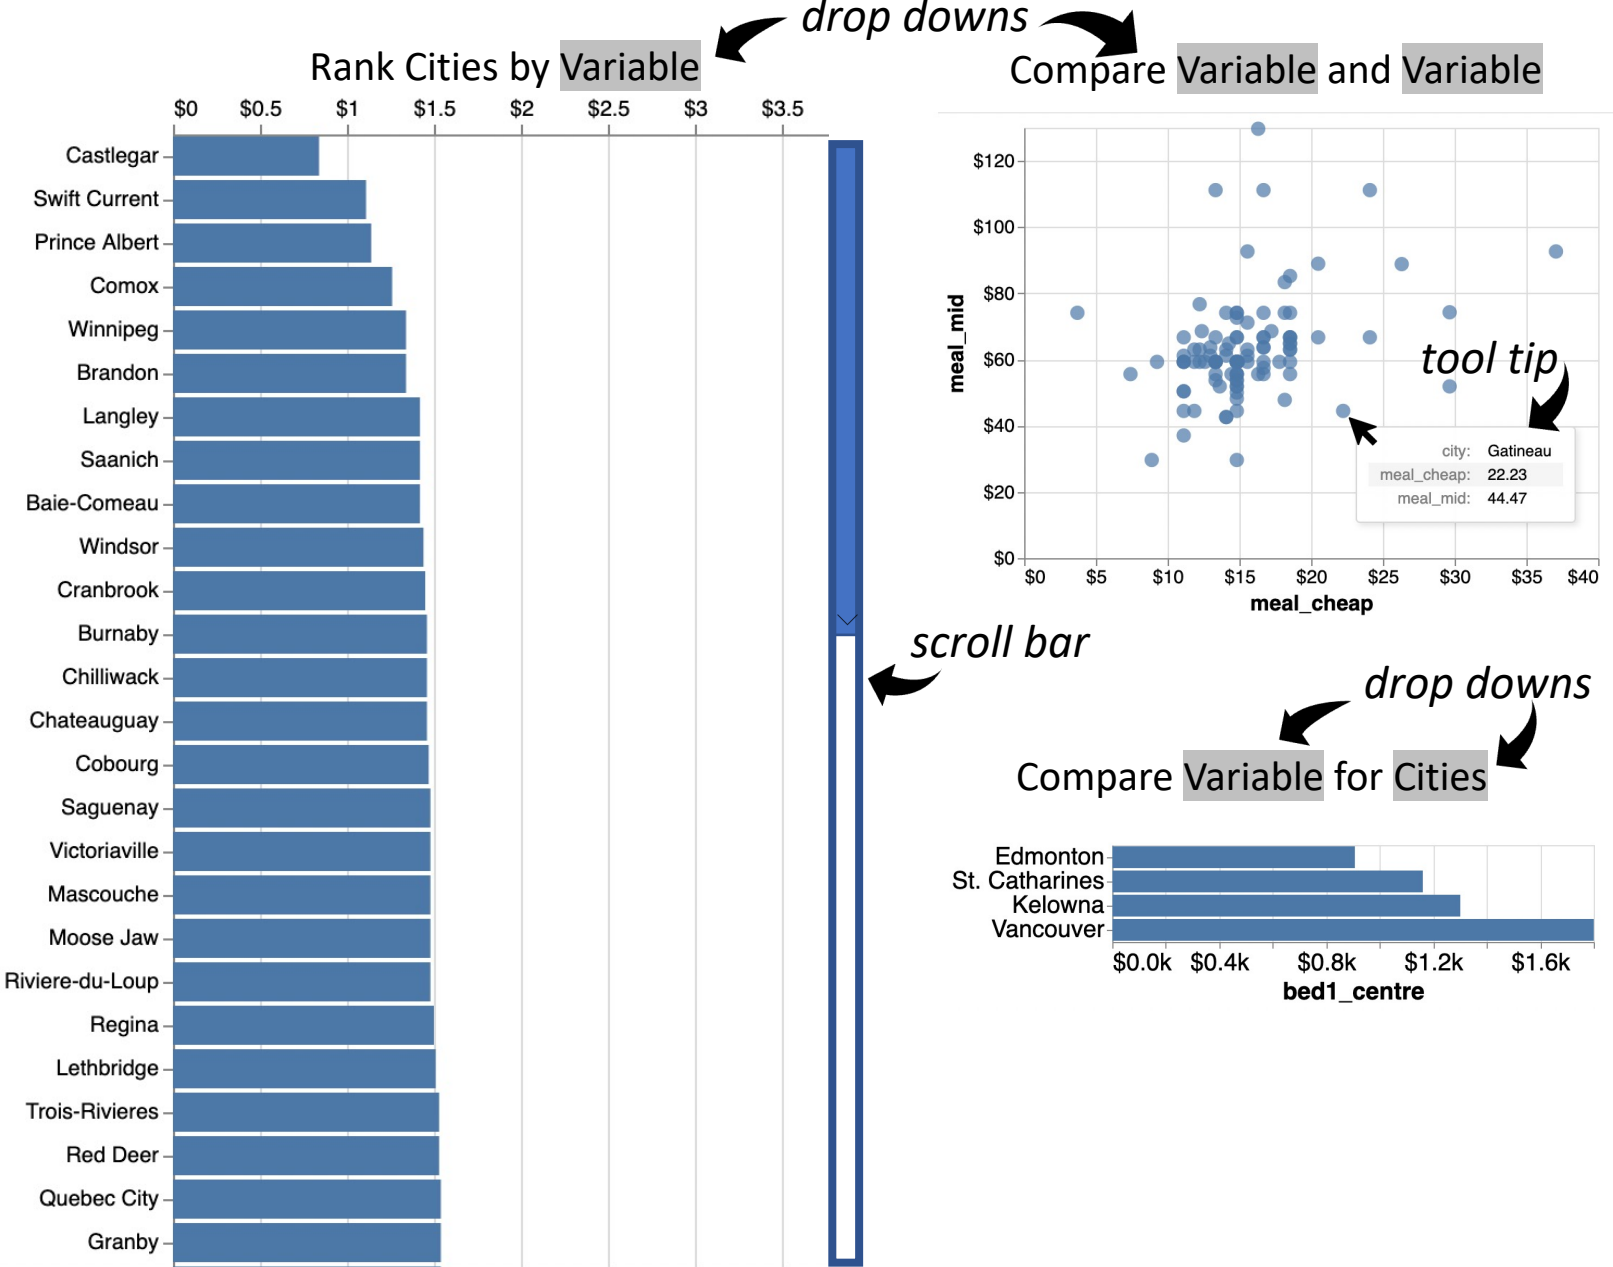 drop downs
Rank Cities by Variable
$0 $0.5 $1 $1.5 $2 $2.5 $3 $3.5
Castlegar
Swift Current
Prince Albert
Comox
Winnipeg
Brandon
Langley
Saanich
Baie-Comeau
Windsor
Cranbrook
Burnaby
Chilliwack
Chateauguay
Cobourg
Saguenay
Victoriaville
Mascouche
Moose Jaw
Riviere-du-Loup
Regina
Lethbridge
Trois-Rivieres
Red Deer
Quebec City
Granby
scroll bar
Compare Variable and Variable
$120
$100
$80
$60
$40
$20
$0
meal_mid
$0 $5 $10 $15 $20 $25 $30 $35 $40
meal_cheap
tool tip
city: Gatineau
meal_cheap: 22.23
meal_mid: 44.47
drop downs
Compare Variable for Cities
Edmonton
St. Catharines
Kelowna
Vancouver
$0.0k $0.4k $0.8k $1.2k $1.6k
bed1_centre